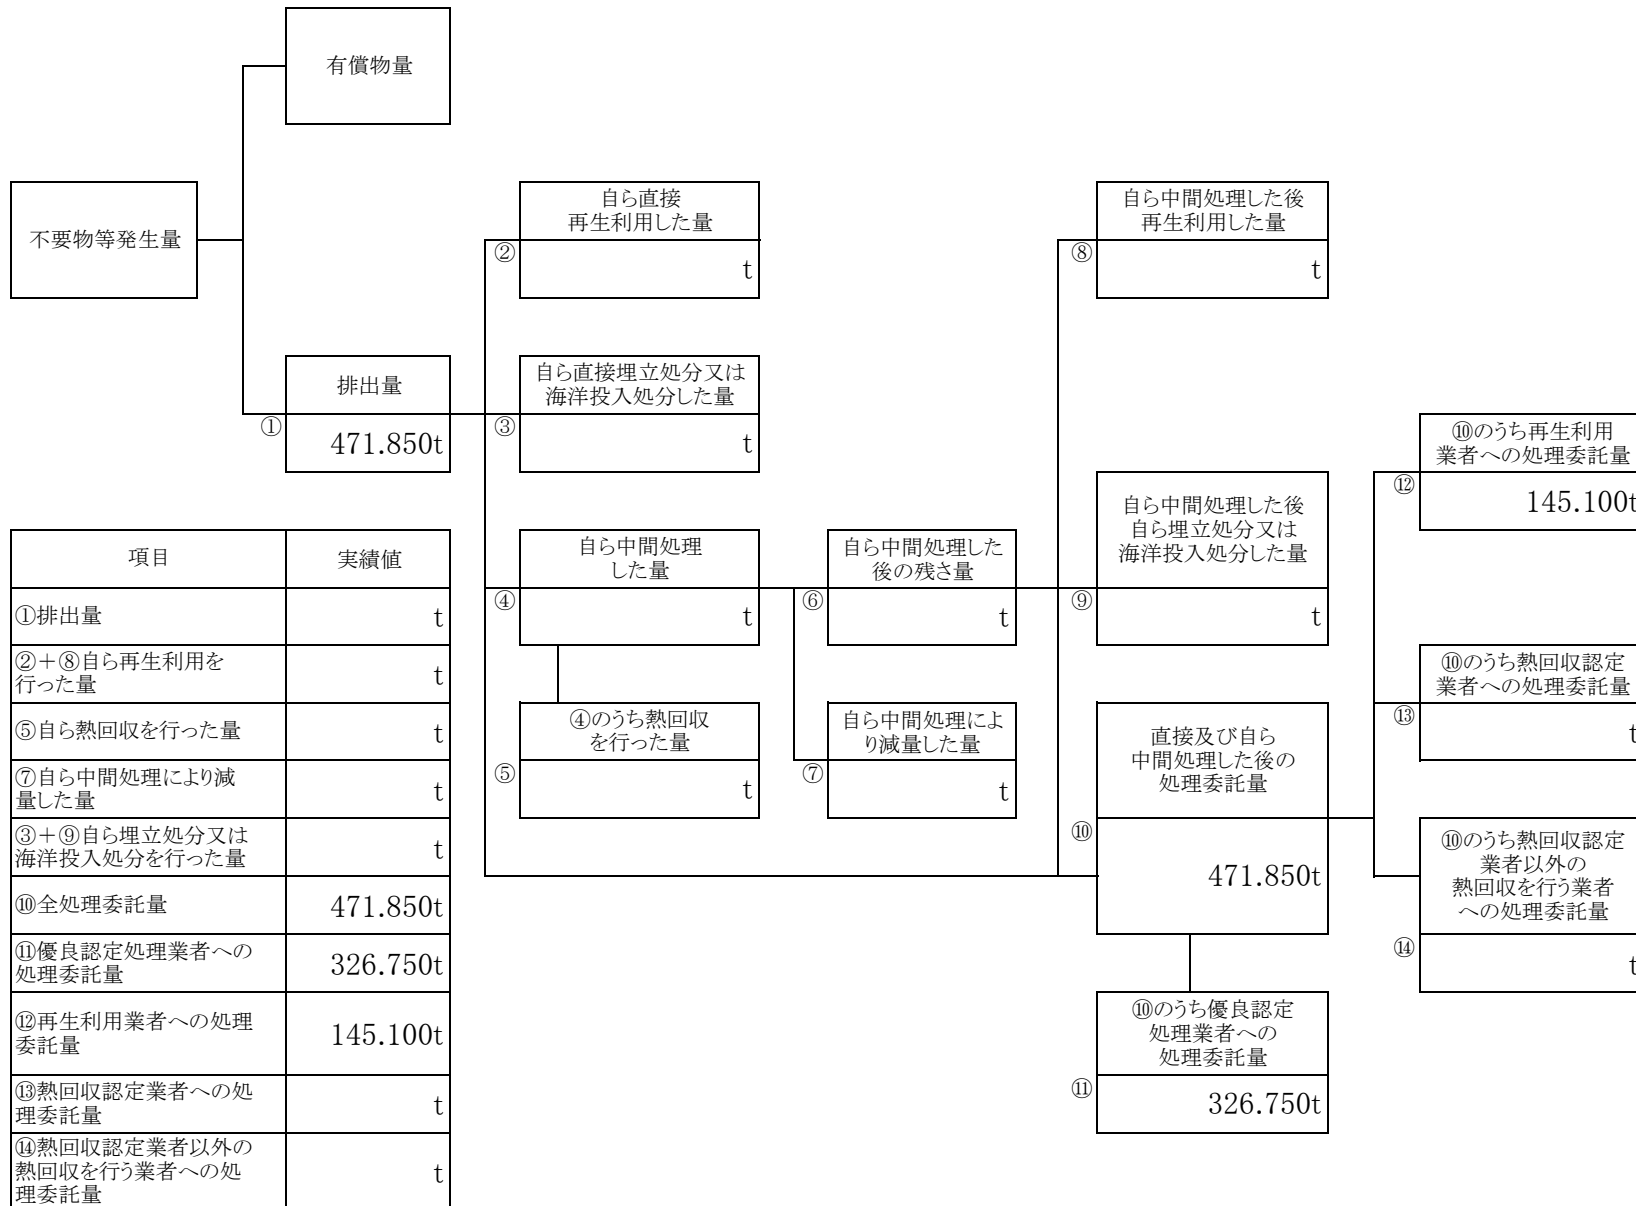 有償物量
不要物等発生量
自ら直接
再生利用した量
②
t
自ら中間処理した後
再生利用した量
⑧
t
排出量
①
471.850t
自ら直接埋立処分又は
海洋投入処分した量
③
t
⑩のうち再生利用
業者への処理委託量
⑫
145.100t
自ら中間処理した後
自ら埋立処分又は
海洋投入処分した量
⑨
t
自ら中間処理
した量
④
t
自ら中間処理した
後の残さ量
⑥
t
⑩のうち熱回収認定
業者への処理委託量
⑬
t
④のうち熱回収
を行った量
⑤
t
自ら中間処理によ
り減量した量
⑦
t
直接及び自ら
中間処理した後の
処理委託量
⑩
471.850t
⑩のうち熱回収認定
業者以外の
熱回収を行う業者
への処理委託量
⑭
t
⑩のうち優良認定
処理業者への
処理委託量
⑪
326.750t
項目 実績値
①排出量 t
②+⑧自ら再生利用を
行った量 t
⑤自ら熱回収を行った量 t
⑦自ら中間処理により減
量した量 t
③+⑨自ら埋立処分又は
海洋投入処分を行った量 t
⑩全処理委託量 471.850t
⑪優良認定処理業者への
処理委託量 326.750t
⑫再生利用業者への処理
委託量 145.100t
⑬熱回収認定業者への処
理委託量 t
⑭熱回収認定業者以外の
熱回収を行う業者への処
理委託量 t